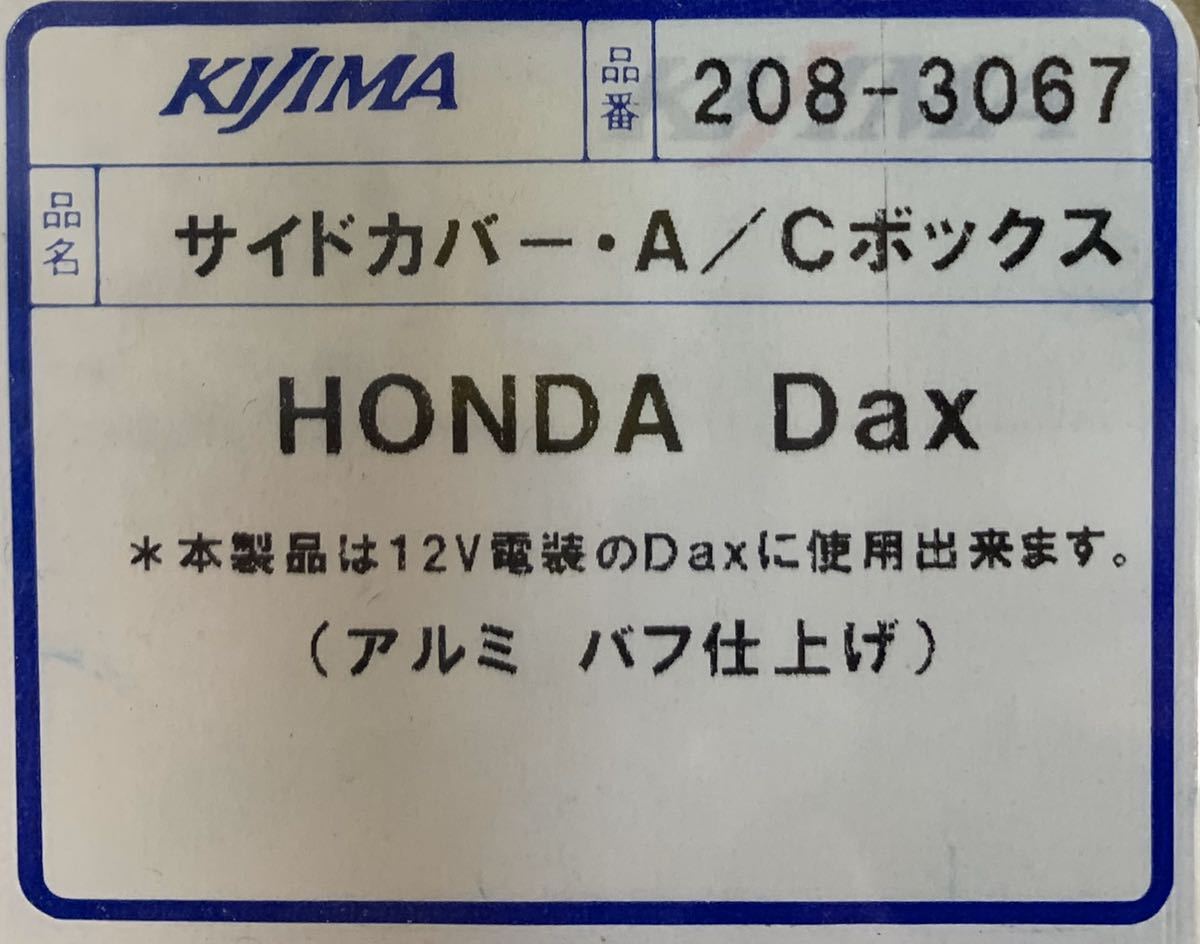 KIJIMA 品番 208-3067
品名 サイドカバー・A/Cボックス
HONDA Dax
*本製品は12V電装のDaxに使用出来ます。
(アルミ バフ仕上げ)